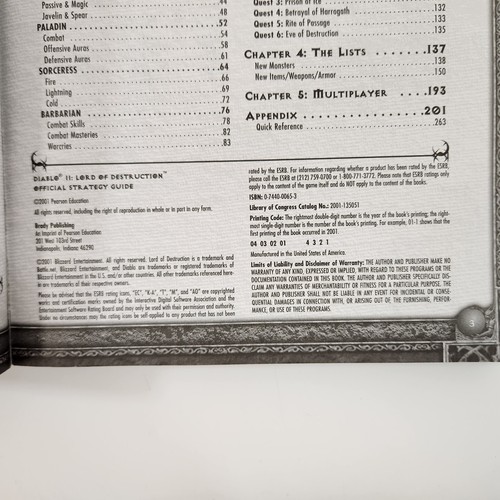 Passive & Magic .44
Javelin & Spear .48
PALADIN .52
Combat .54
Offensive Auras .58
Defensive Auras .61
SORCERESS .64
Fire .66
Lightning .69
Cold .72
BARBARIAN .76
Combat Skills .78
Combat Masteries .82
Warcries .83
Quest 3: Prison of Ice
Quest 4: Betrayal of Harrogath .132
Quest 5: Rite of Passage .133
Quest 6: Eve of Destruction .135
CHAPTER 4: THE LISTS .137
New Monsters .138
New Items/Weapons/Armor .150
CHAPTER 5: MULTIPLAYER .193
APPENDIX .201
Quick Reference .263
DIABLO® II: LORD OF DESTRUCTION™
OFFICIAL STRATEGY GUIDE
©2001 Pearson Education
All rights reserved, including the right of reproduction in whole or in part in any form.
Brady Publishing
An Imprint of Pearson Education
201 West 103rd Street
Indianapolis, Indiana 46290
©2001 Blizzard Entertainment. All rights reserved. Lord of Destruction is a trademark and
Battle.net, Blizzard Entertainment, and Diablo are trademarks or registered trademarks of
Blizzard Entertainment in the U.S. and/or other countries. All other trademarks referenced here-
in are trademarks of their respective owners.
Please be advised that the ESRB rating icons, "EC", "K-A", "T", "M", and "AO" are copyrighted
works and certification marks owned by the Interactive Digital Software Association and the
Entertainment Software Rating Board and may only be used with their permission and authority.
Under no circumstances may the rating icons be self-applied to any product that has not been
rated by the ESRB. For information regarding whether a product has been rated by the ESRB,
please call the ESRB at (212) 759-0700 or 1-800-771-3772. Please note that ESRB ratings only
apply to the content of the game itself and do NOT apply to the content of the books.
ISBN: 0-7440-0065-3
Library of Congress Catalog No.: 2001-135051
Printing Code: The rightmost double-digit number is the year of the book's printing; the right-
most single-digit number is the number of the book's printing. For example, 01-1 shows that the
first printing of the book occurred in 2001
04 03 02 01 4 3 2 1
Manufactured in the United States of America.
Limits of Liability and Disclaimer of Warranty: THE AUTHOR AND PUBLISHER MAKE NO
WARRANTY OF ANY KIND, EXPRESSED OR IMPLIED, WITH REGARD TO THESE PROGRAMS OR THE
DOCUMENTATION CONTAINED IN THIS BOOK. THE AUTHOR AND PUBLISHER SPECIFICALLY DIS-
CLAIM ANY WARRANTIES OF MERCHANTABILITY OR FITNESS FOR A PARTICULAR PURPOSE. THE
AUTHOR AND PUBLISHER SHALL NOT BE LIABLE IN ANY EVENT FOR INCIDENTAL OR CONSE-
QUENTIAL DAMAGES IN CONNECTION WITH, OR ARISING OUT OF THE FURNISHING, PERFOR-
MANCE, OR USE OF THESE PROGRAMS.
3